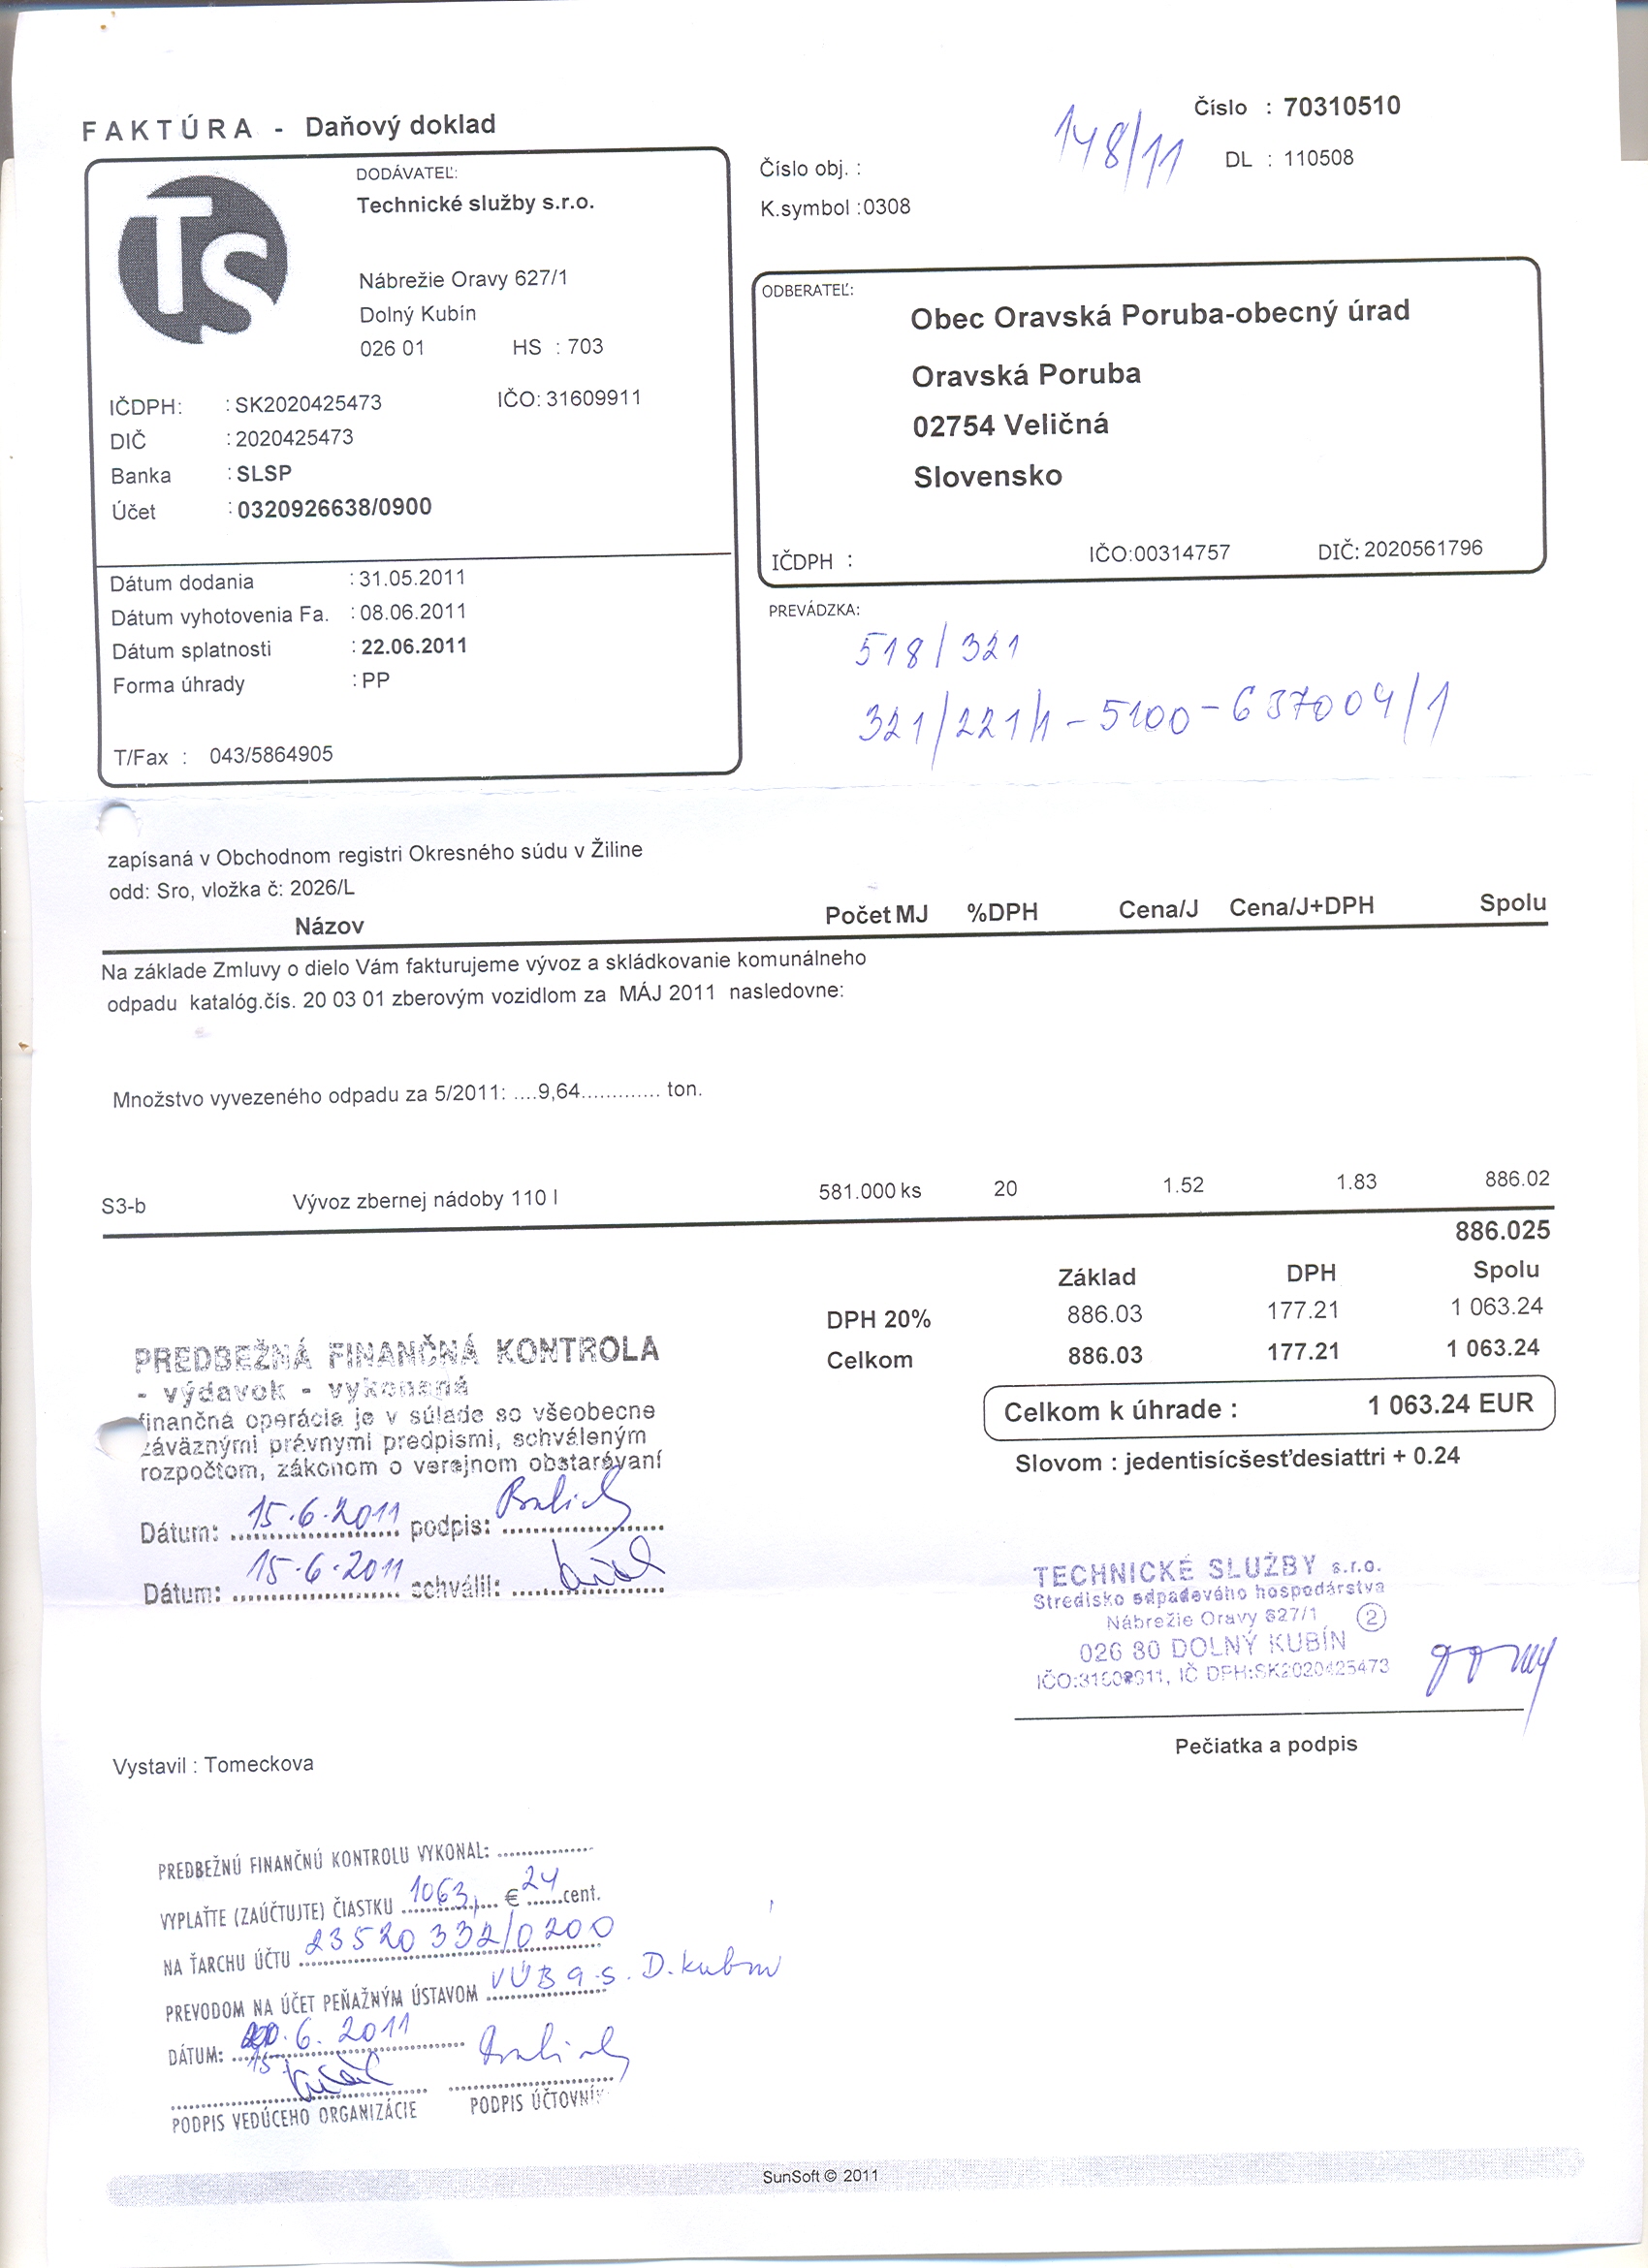 FAKTÚRA - Daňový doklad
148/11
Číslo : 70310510
DL : 110508
Číslo obj. :
K.symbol :0308
TS
DODÁVATEĽ:
Technické služby s.r.o.
Nábrežie Oravy 627/1
Dolný Kubín
026 01 HS : 703
IČDPH: : SK2020425473 IČO: 31609911
DIČ : 2020425473
Banka : SLSP
Účet : 0320926638/0900
Dátum dodania : 31.05.2011
Dátum vyhotovenia Fa. : 08.06.2011
Dátum splatnosti : 22.06.2011
Forma úhrady : PP
T/Fax : 043/5864905
ODBERATEĽ:
Obec Oravská Poruba-obecný úrad
Oravská Poruba
02754 Veličná
Slovensko
IČDPH : IČO:00314757 DIČ: 2020561796
PREVÁDZKA:
518/321
321/221/1-5100-637004/1
zapísaná v Obchodnom registri Okresného súdu v Žiline
odd: Sro, vložka č: 2026/L
Názov Počet MJ %DPH Cena/J Cena/J+DPH Spolu
Na základe Zmluvy o dielo Vám fakturujeme vývoz a skládkovanie komunálneho
odpadu katalóg.čís. 20 03 01 zberovým vozidlom za MÁJ 2011 nasledovne:
Množstvo vyvezeného odpadu za 5/2011: ....9,64............. ton.
S3-b Vývoz zbernej nádoby 110 l 581.000 ks 20 1.52 1.83 886.02
886.025
Základ DPH Spolu
DPH 20% 886.03 177.21 1 063.24
Celkom 886.03 177.21 1 063.24
Celkom k úhrade : 1 063.24 EUR
Slovom : jedentisícšesťdesiattri + 0.24
PREDBEŽNÁ FINANČNÁ KONTROLA
- výdavok - vykonaná
finančná operácia je v súlade so všeobecne
záväznými právnymi predpismi, schváleným
rozpočtom, zákonom o verejnom obstarávaní
Dátum: 15.6.2011 podpis:
Dátum: 15.6.2011 schválil:
TECHNICKÉ SLUŽBY s.r.o.
Stredisko odpadového hospodárstva
Nábrežie Oravy 627/1 2
026 80 DOLNÝ KUBÍN
IČO:31609911, IČ DPH:SK2020425473
Pečiatka a podpis
Vystavil : Tomeckova
PREDBEŽNÚ FINANČNÚ KONTROLU VYKONAL: ...............
VYPLAŤTE (ZAÚČTUJTE) ČIASTKU 1063,- € 24 cent.
NA ŤARCHU ÚČTU 23520332/0200
PREVODOM NA ÚČET PEŇAŽNÝM ÚSTAVOM VÚB a.s. D.Kubín
DÁTUM: .6.2011
15
PODPIS VEDÚCEHO ORGANIZÁCIE PODPIS ÚČTOVNÍK
SunSoft © 2011